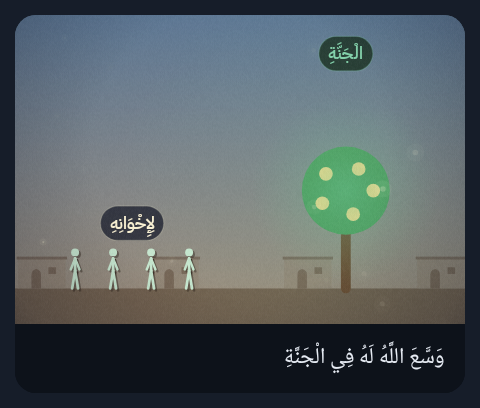 الْجَنَّةِ
لِإِخْوَانِهِ
وَسَّعَ اللَّهُ لَهُ فِي الْجَنَّةِ